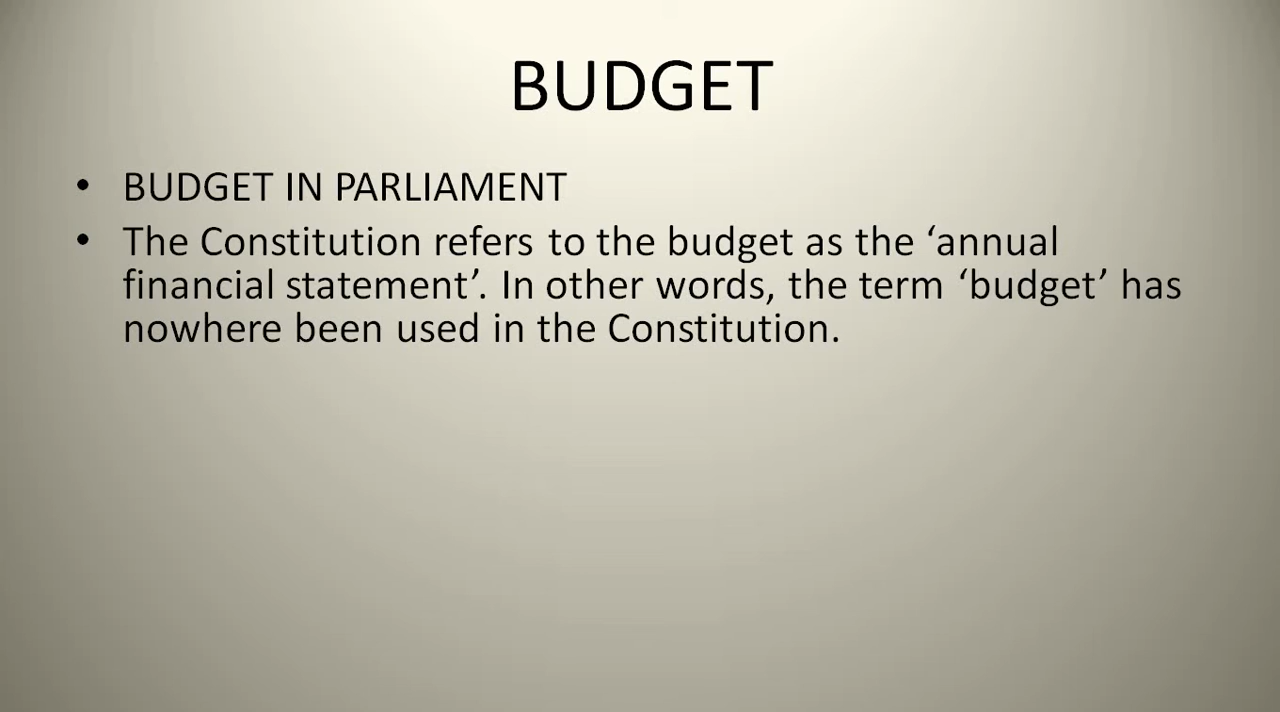 BUDGET
• BUDGET IN PARLIAMENT
• The Constitution refers to the budget as the ‘annual
financial statement’. In other words, the term ‘budget’ has
nowhere been used in the Constitution.